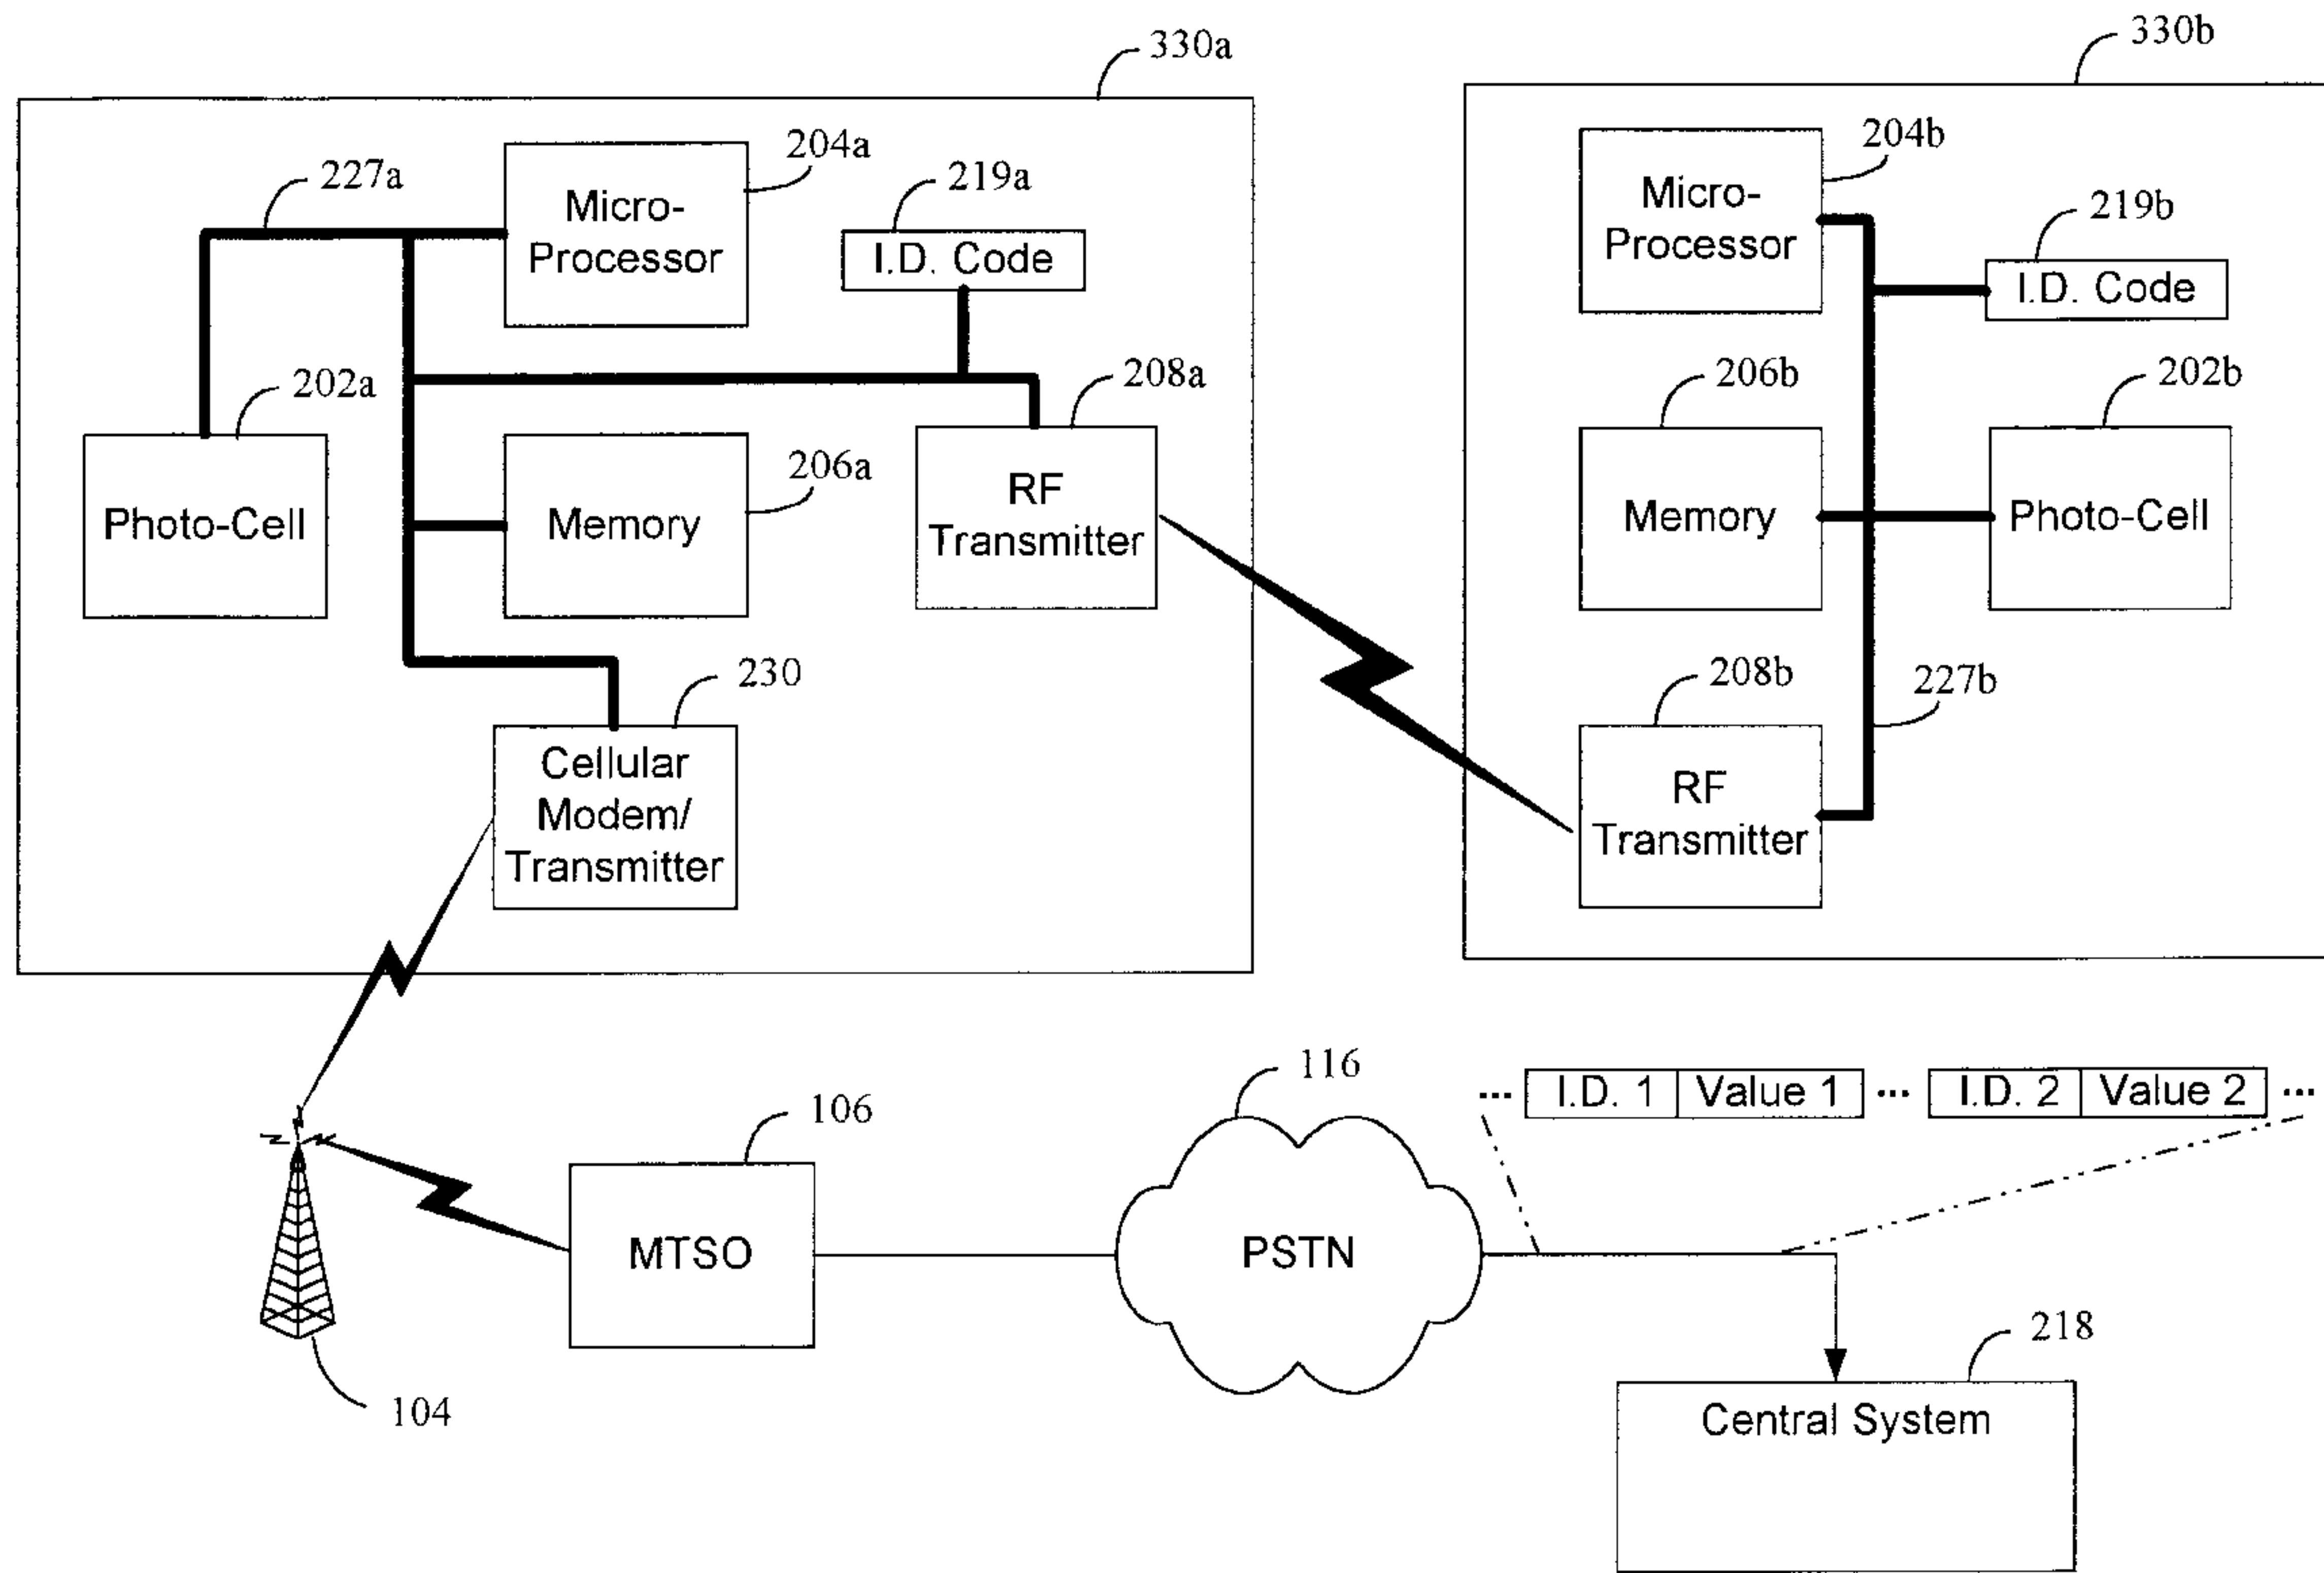 330a
330b
204a
204b
227a
219a
219b
Micro-
Processor
I.D. Code
Micro-
Processor
I.D. Code
202a
208a
206b
202b
206a
Photo-Cell
Memory
RF
Transmitter
Memory
Photo-Cell
230
208b
227b
Cellular
Modem/
Transmitter
RF
Transmitter
116
... I.D. 1 Value 1 ... I.D. 2 Value 2 ...
106
MTSO
PSTN
218
104
Central System